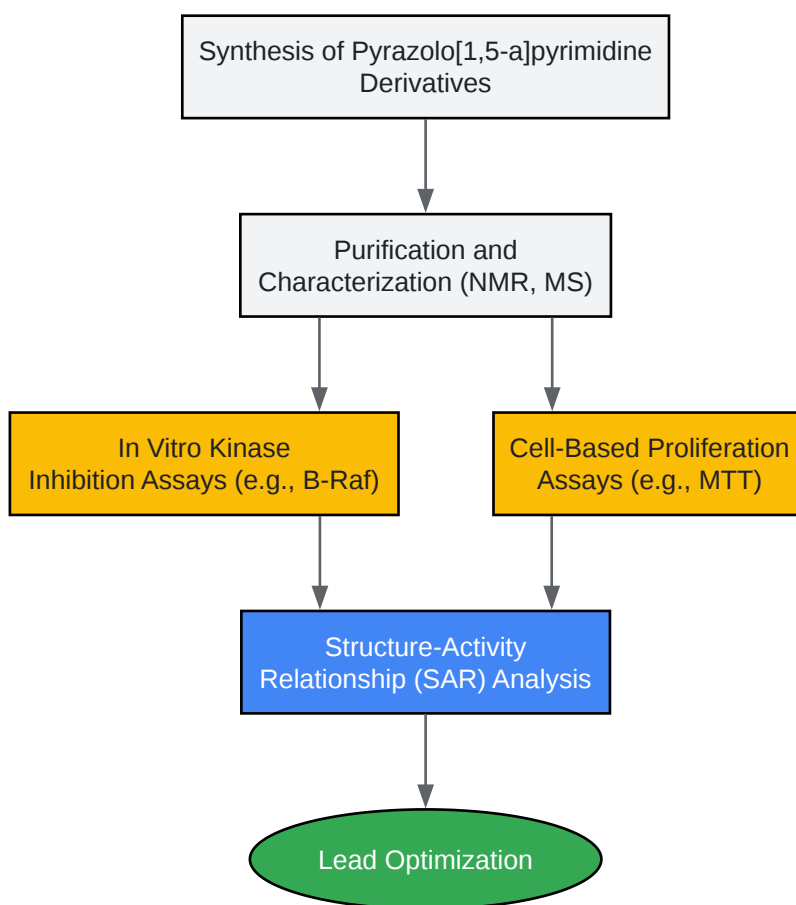 Synthesis of Pyrazolo[1,5-a]pyrimidine
Derivatives
Purification and
Characterization (NMR, MS)
In Vitro Kinase
Inhibition Assays (e.g., B-Raf)
Cell-Based Proliferation
Assays (e.g., MTT)
Structure-Activity
Relationship (SAR) Analysis
Lead Optimization